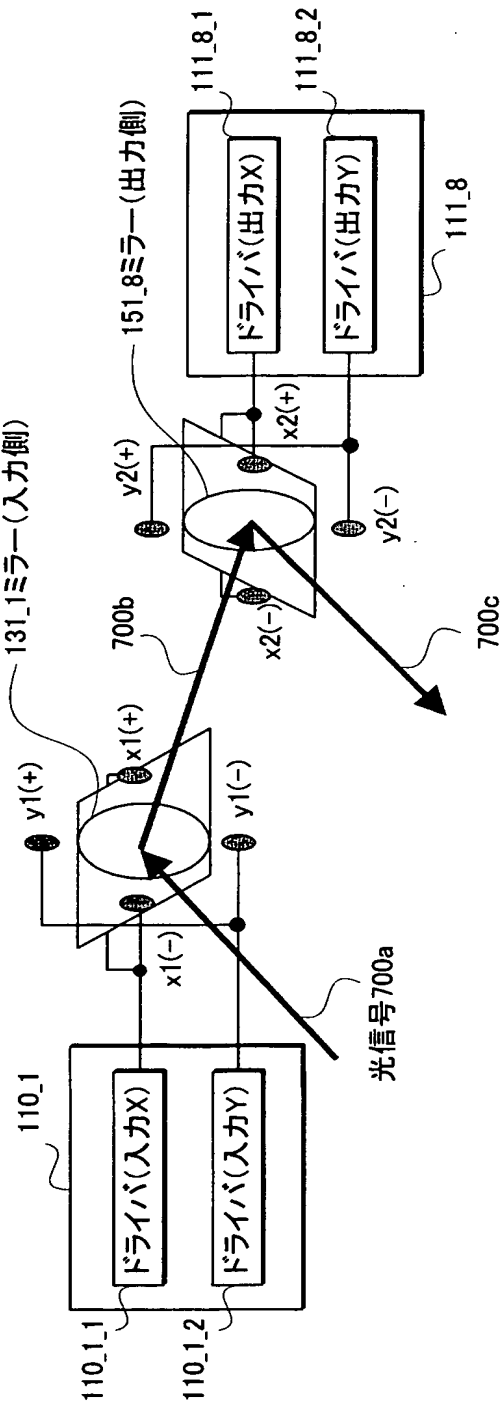 110_1
ドライバ(入力X)
ドライバ(入力Y)
110_1_1
110_1_2
y1(+)
x1(+)
x1(-)
y1(-)
131_1ミラー(入力側)
光信号700a
700b
700c
151_8ミラー(出力側)
y2(+)
x2(+)
x2(-)
y2(-)
ドライバ(出力X)
ドライバ(出力Y)
111_8_1
111_8_2
111_8